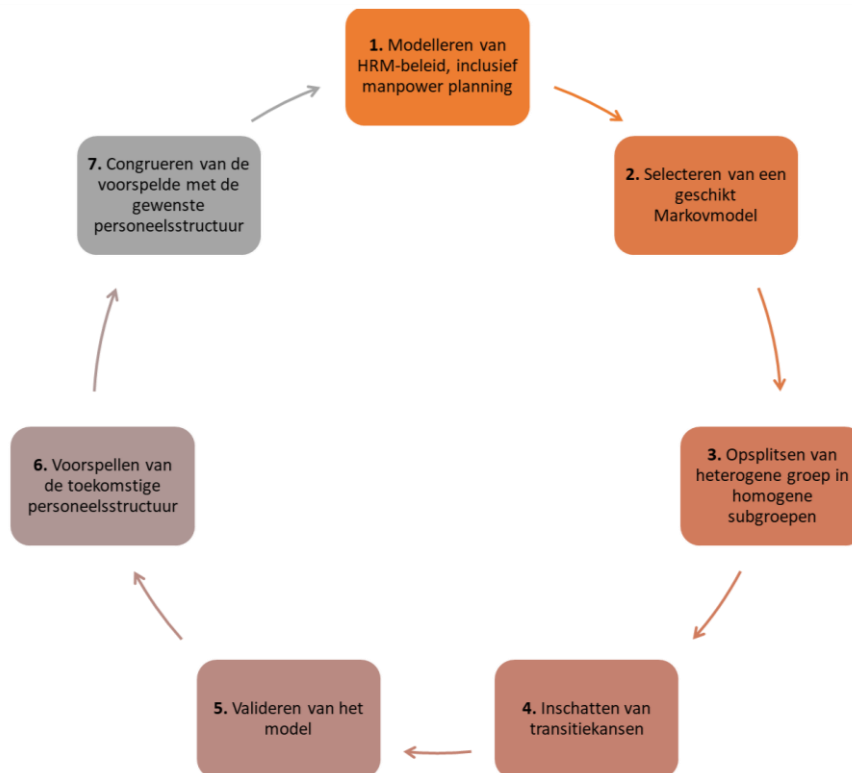 1. Modelleren van
HRM-beleid, inclusief
manpower planning
2. Selecteren van een
geschikt
Markovmodel
3. Opsplitsen van
heterogene groep in
homogene
subgroepen
4. Inschatten van
transitiekansen
5. Valideren van het
model
6. Voorspellen van
de toekomstige
personeelsstructuur
7. Congrueren van de
voorspelde met de
gewenste
personeelsstructuur